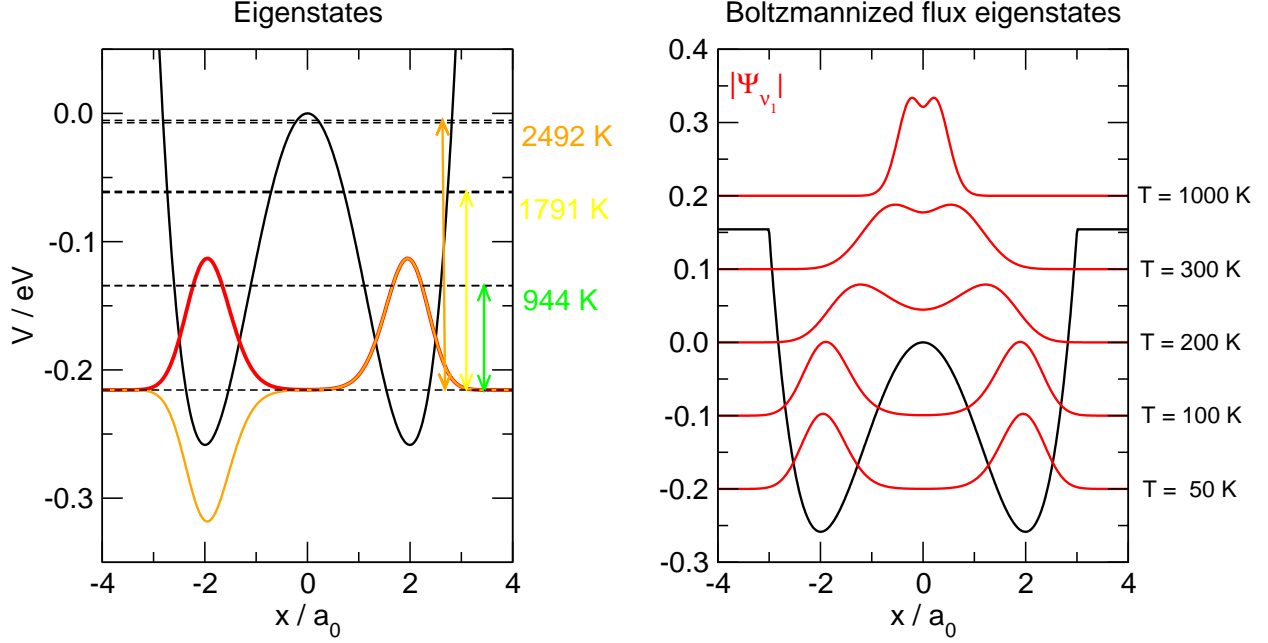 Eigenstates
0.0
-0.1
-0.2
-0.3
V / eV
2492 K
1791 K
944 K
-4
-2
0
2
4
x / a₀
Boltzmannized flux eigenstates
|Ψ_ν₁|
0.4
0.3
0.2
0.1
0.0
-0.1
-0.2
-0.3
T = 1000 K
T = 300 K
T = 200 K
T = 100 K
T = 50 K
-4
-2
0
2
4
x / a₀